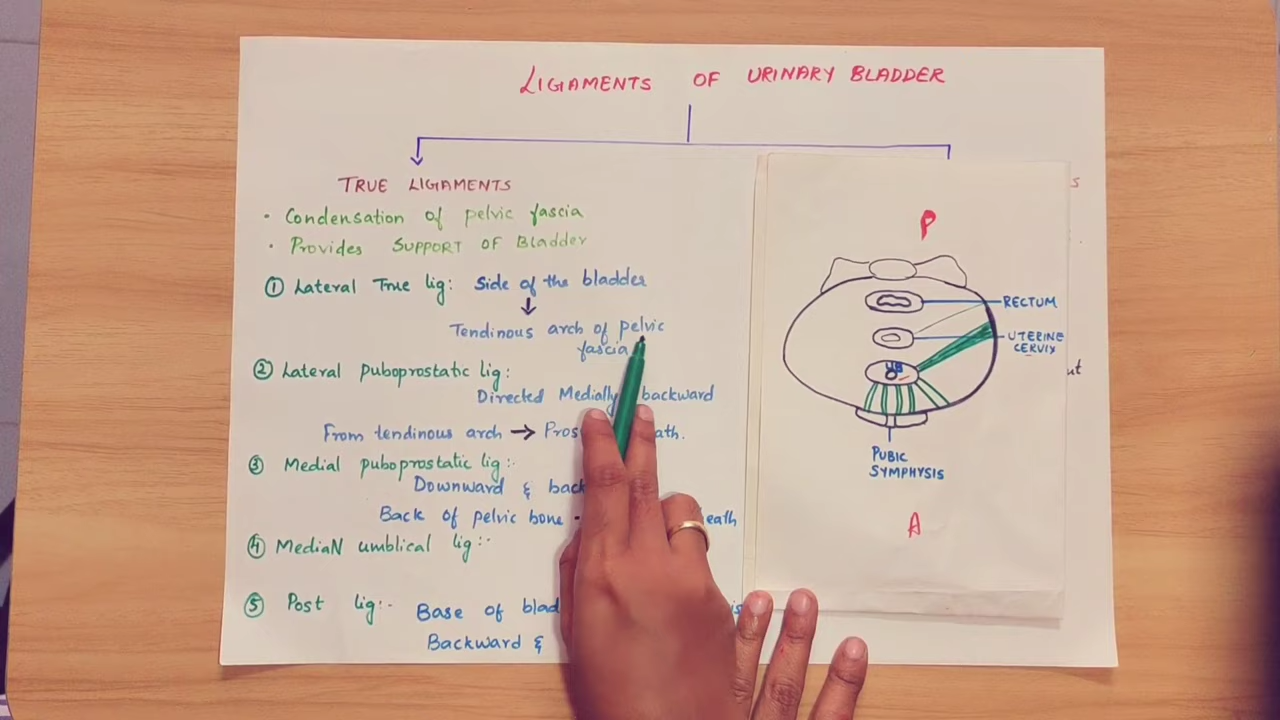 LIGAMENTS OF URINARY BLADDER
TRUE LIGAMENTS
• Condensation of pelvic fascia
• Provides SUPPORT OF Bladder
① Lateral True lig: Side of the bladder
↓
Tendinous arch of pelvic
fascia
② Lateral puboprostatic lig:
Directed Medially backward
From tendinous arch →
③ Medial puboprostatic lig:-
Downward &
Back of pelvic bone
④ MediaN umblical lig:-
⑤ Post lig:- Base of
Backward &
P
RECTUM
UTERINE
CERVIX
UB
PUBIC
SYMPHYSIS
A